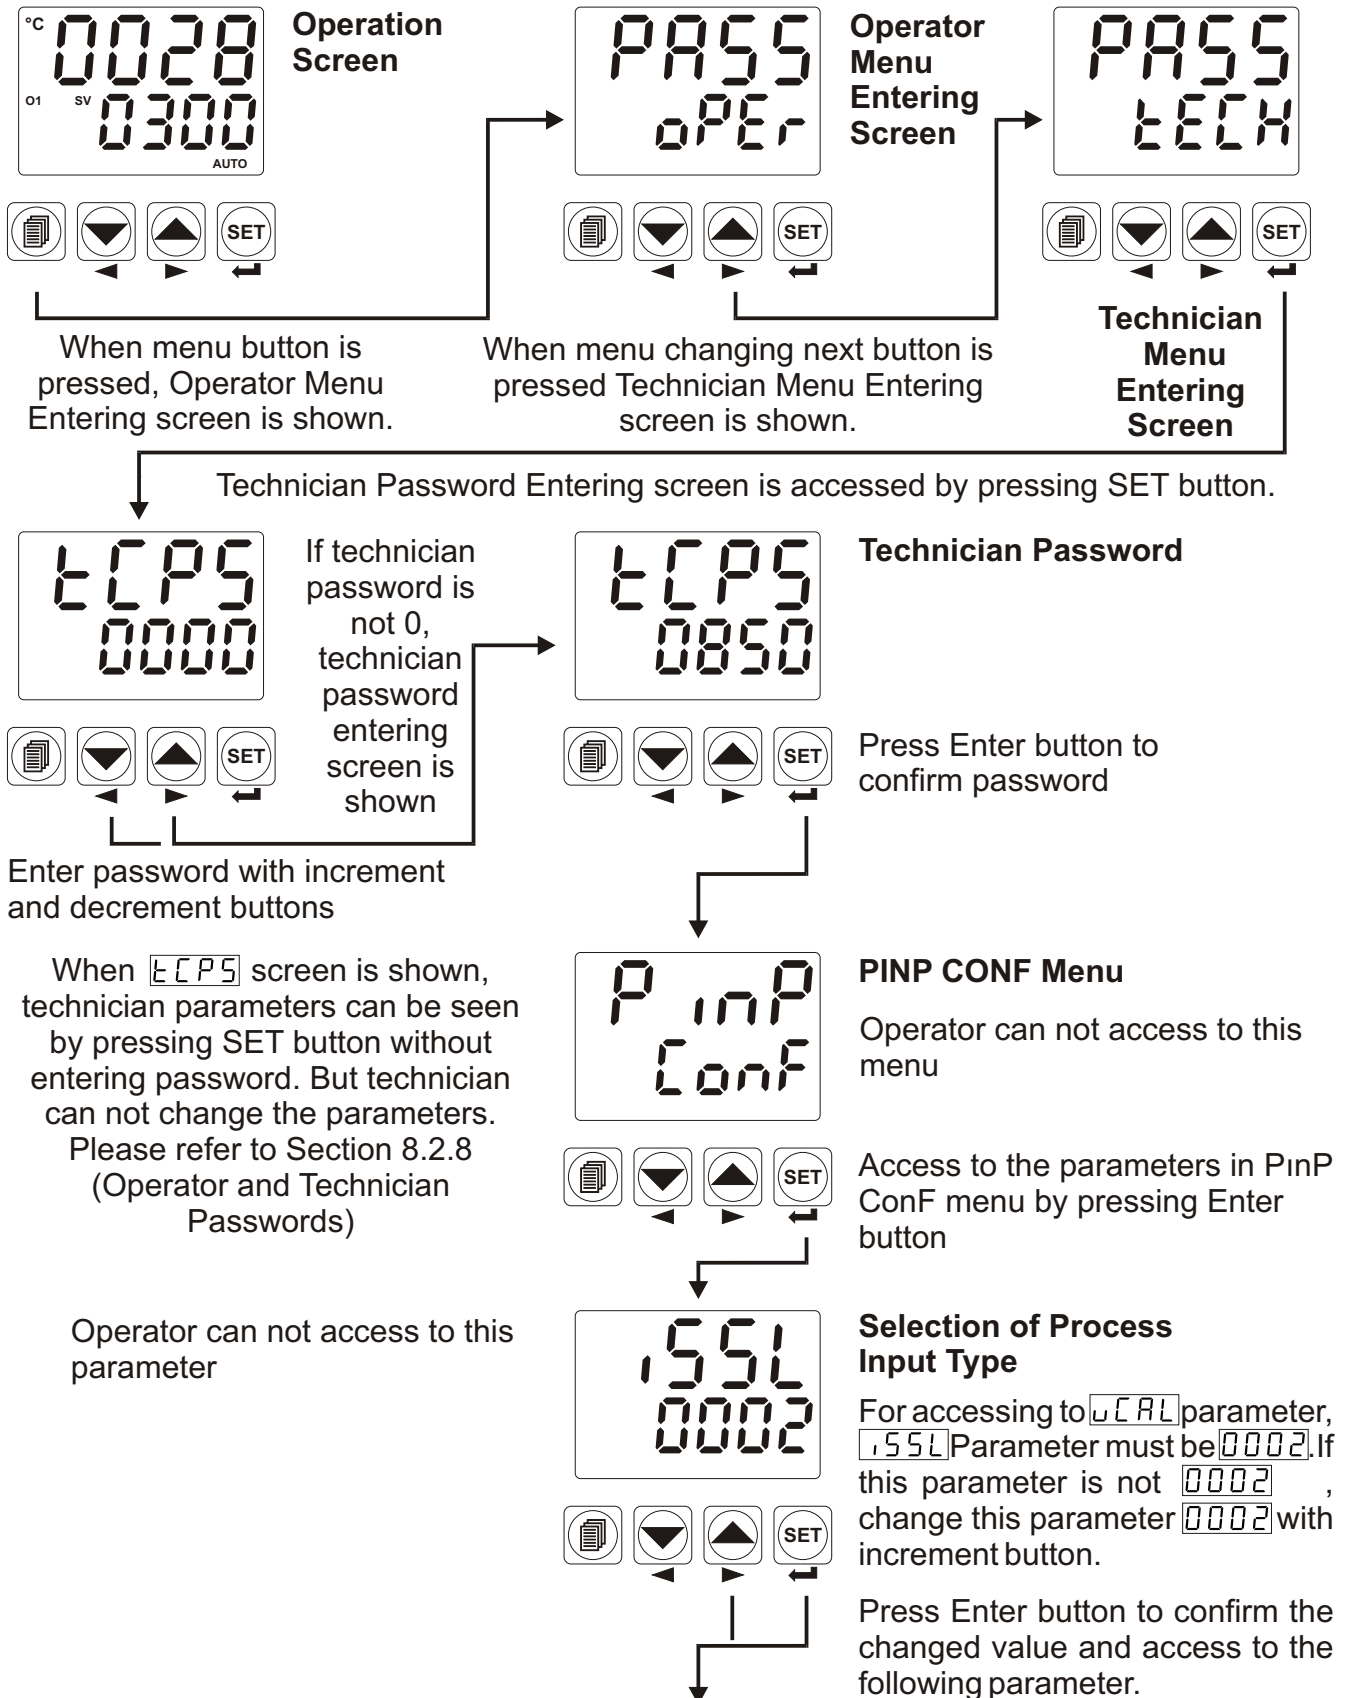 °C 0028
O1 SV 0300
AUTO
Operation
Screen
PASS
oPEr
Operator
Menu
Entering
Screen
PASS
tECH
SET
SET
SET
When menu button is
pressed, Operator Menu
Entering screen is shown.
When menu changing next button is
pressed Technician Menu Entering
screen is shown.
Technician
Menu
Entering
Screen
Technician Password Entering screen is accessed by pressing SET button.
tCPS
0000
If technician
password is
not 0,
technician
password
entering
screen is
shown
tCPS
0850
Technician Password
SET
SET
Press Enter button to
confirm password
Enter password with increment
and decrement buttons
When tCPS screen is shown,
technician parameters can be seen
by pressing SET button without
entering password. But technician
can not change the parameters.
Please refer to Section 8.2.8
(Operator and Technician
Passwords)
PınP
ConF
PINP CONF Menu
Operator can not access to this
menu
SET
Access to the parameters in PınP
ConF menu by pressing Enter
button
Operator can not access to this
parameter
ıSSL
0002
Selection of Process
Input Type
For accessing to uCAL parameter,
ıSSL Parameter must be 0002.If
this parameter is not 0002 ,
change this parameter 0002 with
increment button.
SET
Press Enter button to confirm the
changed value and access to the
following parameter.